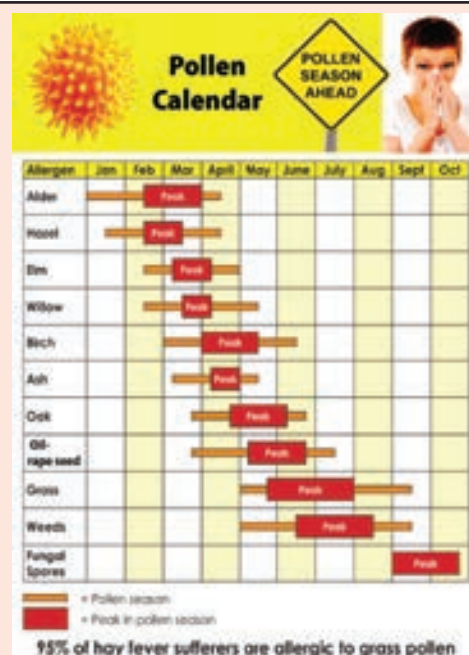 Pollen
Calendar
POLLEN
SEASON
AHEAD
Allergen Jan Feb Mar April May June July Aug Sept Oct
Alder Peak
Hazel Peak
Elm Peak
Willow Peak
Birch Peak
Ash Peak
Oak Peak
Oil-
rape seed Peak
Grass Peak
Weeds Peak
Fungal
Spores Peak
= Pollen season
= Peak in pollen season
95% of hay fever sufferers are allergic to grass pollen